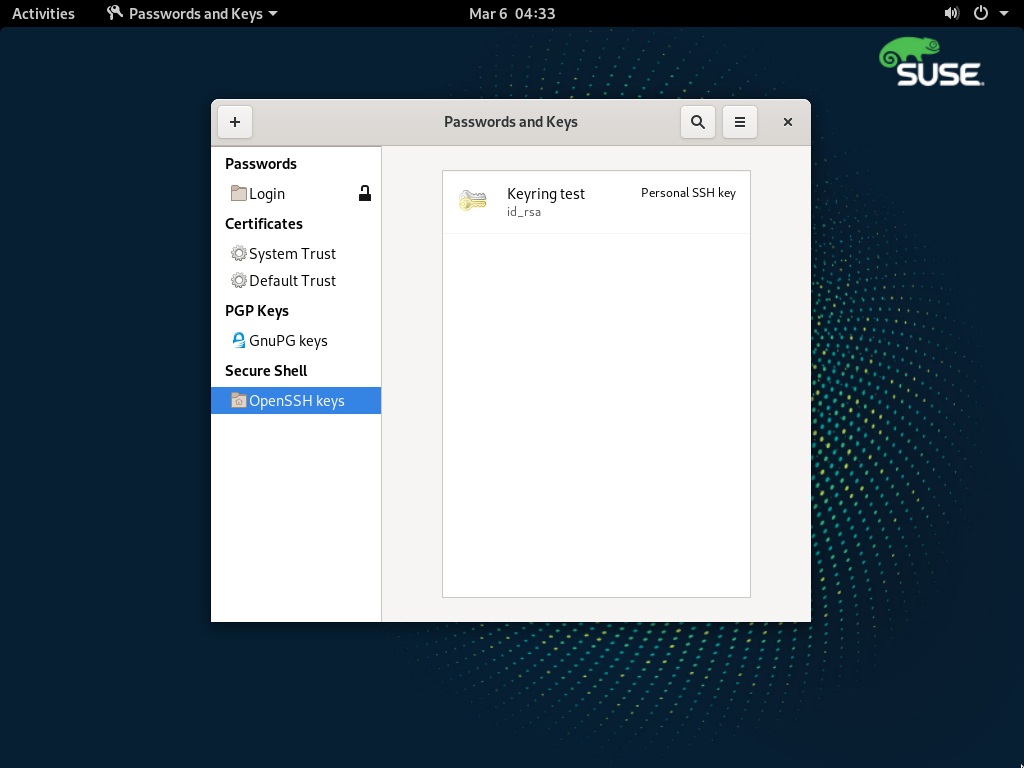 Activities
Passwords and Keys
Mar 6 04:33
SUSE
Passwords and Keys
Passwords
Login
Certificates
System Trust
Default Trust
PGP Keys
GnuPG keys
Secure Shell
OpenSSH keys
Keyring test
Personal SSH key
id_rsa